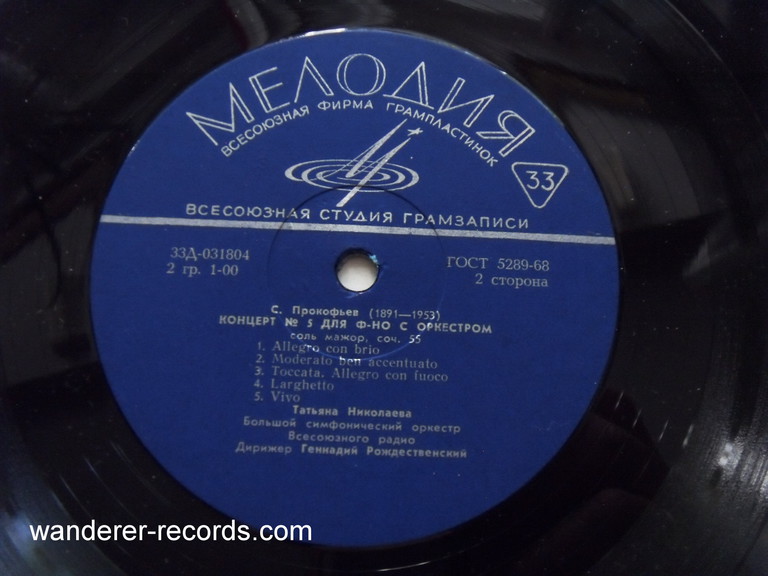 МЕЛОДИЯ
ВСЕСОЮЗНАЯ ФИРМА ГРАМПЛАСТИНОК
33
ВСЕСОЮЗНАЯ СТУДИЯ ГРАМЗАПИСИ
33Д-031804
ГОСТ 5289-68
2 гр. 1-00
2 сторона
С. Прокофьев (1891—1953)
КОНЦЕРТ № 5 ДЛЯ Ф-НО С ОРКЕСТРОМ
соль мажор, соч. 55
1. Allegro con brio
2. Moderato ben accentuato
3. Toccata. Allegro con fuoco
4. Larghetto
5. Vivo
Татьяна Николаева
Большой симфонический оркестр
Всесоюзного радио
Дирижер Геннадий Рождественский
wanderer-records.com